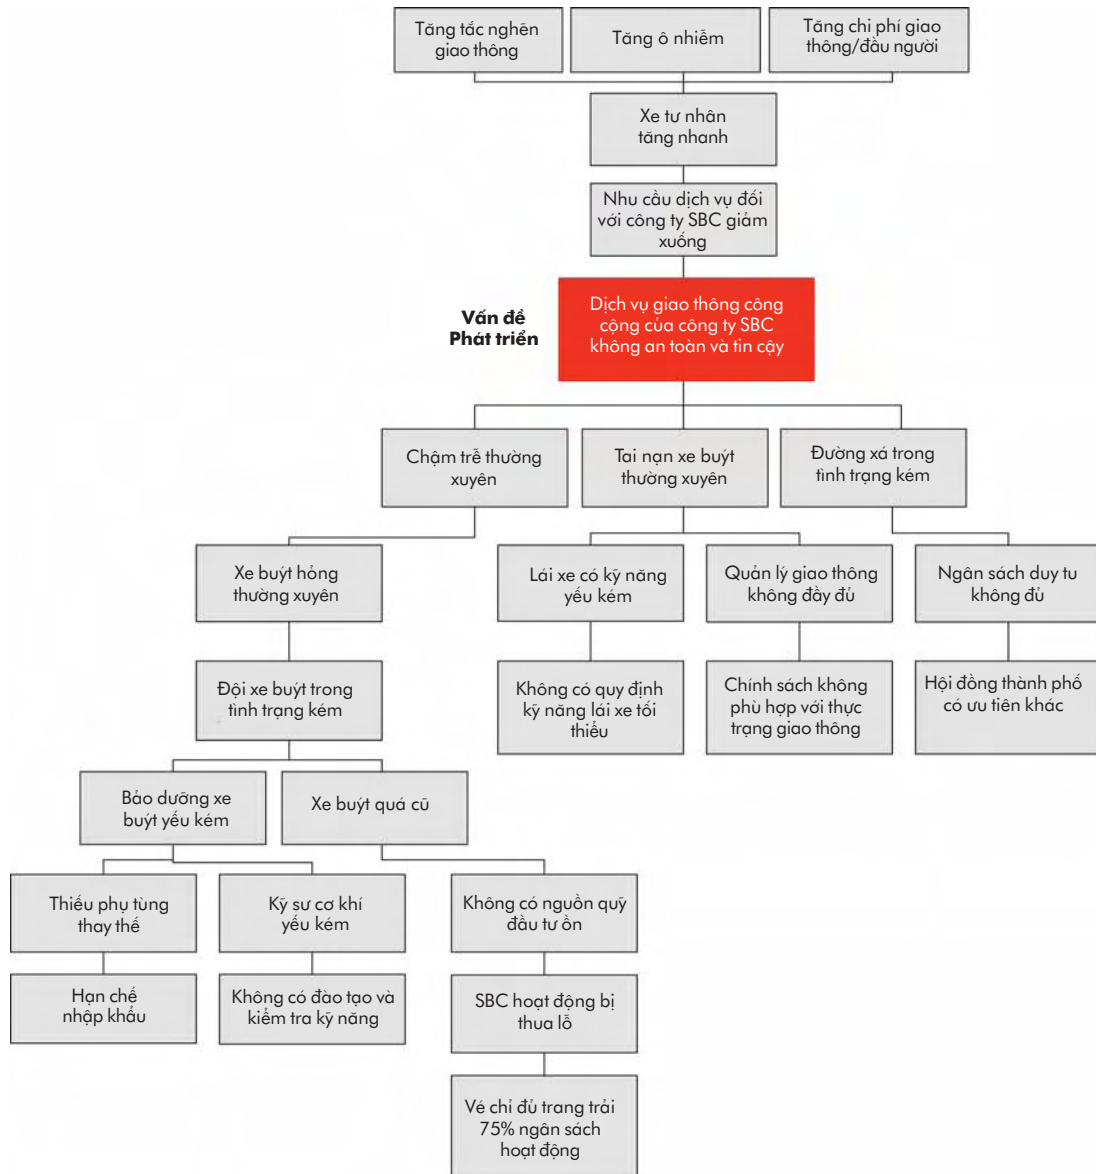 Tăng tắc nghẽn
giao thông
Tăng ô nhiễm
Tăng chi phí giao
thông/đầu người
Xe tư nhân
tăng nhanh
Nhu cầu dịch vụ đối
với công ty SBC giảm
xuống
Vấn đề
Phát triển
Dịch vụ giao thông công
cộng của công ty SBC
không an toàn và tin cậy
Chậm trễ thường
xuyên
Tai nạn xe buýt
thường xuyên
Đường xá trong
tình trạng kém
Xe buýt hỏng
thường xuyên
Lái xe có kỹ năng
yếu kém
Quản lý giao thông
không đầy đủ
Ngân sách duy tu
không đủ
Đội xe buýt trong
tình trạng kém
Không có quy định
kỹ năng lái xe tối
thiểu
Chính sách không
phù hợp với thực
trạng giao thông
Hội đồng thành phố
có ưu tiên khác
Bảo dưỡng xe
buýt yếu kém
Xe buýt quá cũ
Thiếu phụ tùng
thay thế
Kỹ sư cơ khí
yếu kém
Không có nguồn quỹ
đầu tư ồn
Hạn chế
nhập khẩu
Không có đào tạo và
kiểm tra kỹ năng
SBC hoạt động bị
thua lỗ
Vé chỉ đủ trang trải
75% ngân sách
hoạt động